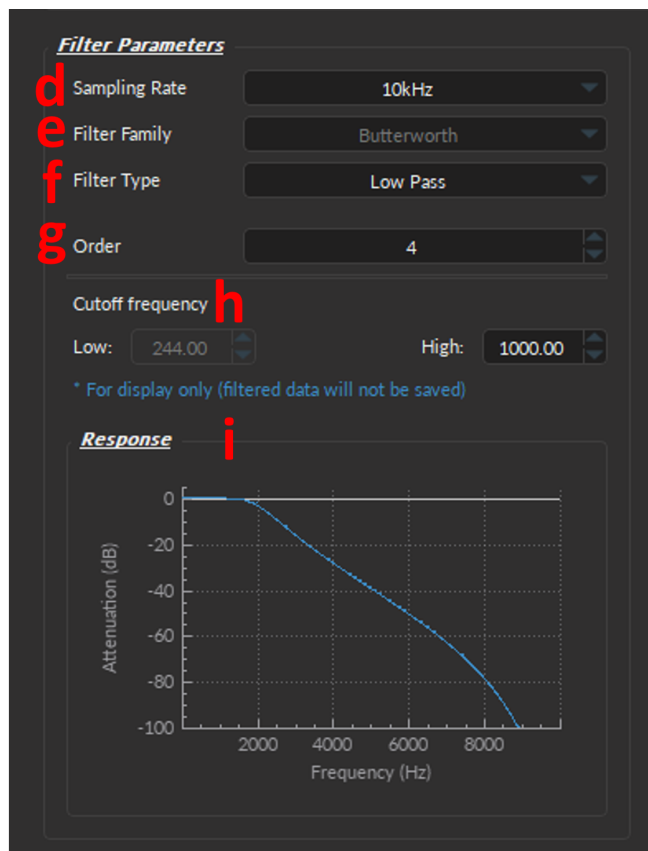 Filter Parameters
d Sampling Rate 10kHz
e Filter Family Butterworth
f Filter Type Low Pass
g Order 4
Cutoff frequency h
Low: 244.00 High: 1000.00
* For display only (filtered data will not be saved)
Response i
0
-20
-40
-60
-80
-100
Attenuation (dB)
2000 4000 6000 8000
Frequency (Hz)